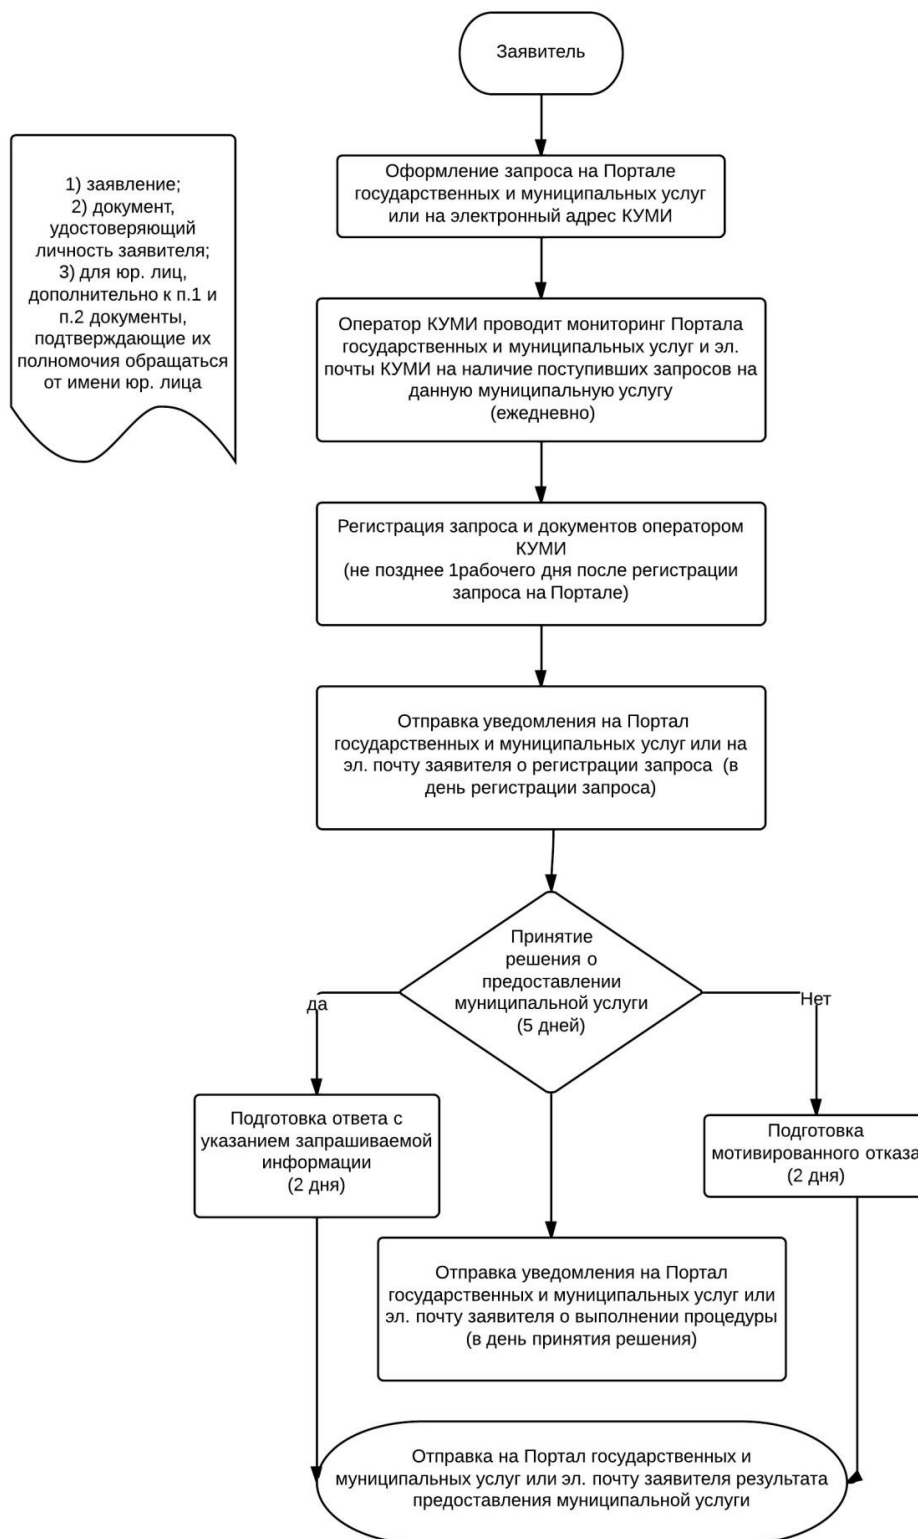 Заявитель
1) заявление;
2) документ,
удостоверяющий
личность заявителя;
3) для юр. лиц,
дополнительно к п.1 и
п.2 документы,
подтверждающие их
полномочия обращаться
от имени юр. лица
Оформление запроса на Портале
государственных и муниципальных услуг
или на электронный адрес КУМИ
Оператор КУМИ проводит мониторинг Портала
государственных и муниципальных услуг и эл.
почты КУМИ на наличие поступивших запросов на
данную муниципальную услугу
(ежедневно)
Регистрация запроса и документов оператором
КУМИ
(не позднее 1рабочего дня после регистрации
запроса на Портале)
Отправка уведомления на Портал
государственных и муниципальных услуг или на
эл. почту заявителя о регистрации запроса (в
день регистрации запроса)
Принятие
решения о
предоставлении
муниципальной услуги
(5 дней)
да
Нет
Подготовка ответа с
указанием запрашиваемой
информации
(2 дня)
Подготовка
мотивированного отказа
(2 дня)
Отправка уведомления на Портал
государственных и муниципальных услуг или
эл. почту заявителя о выполнении процедуры
(в день принятия решения)
Отправка на Портал государственных и
муниципальных услуг или эл. почту заявителя результата
предоставления муниципальной услуги